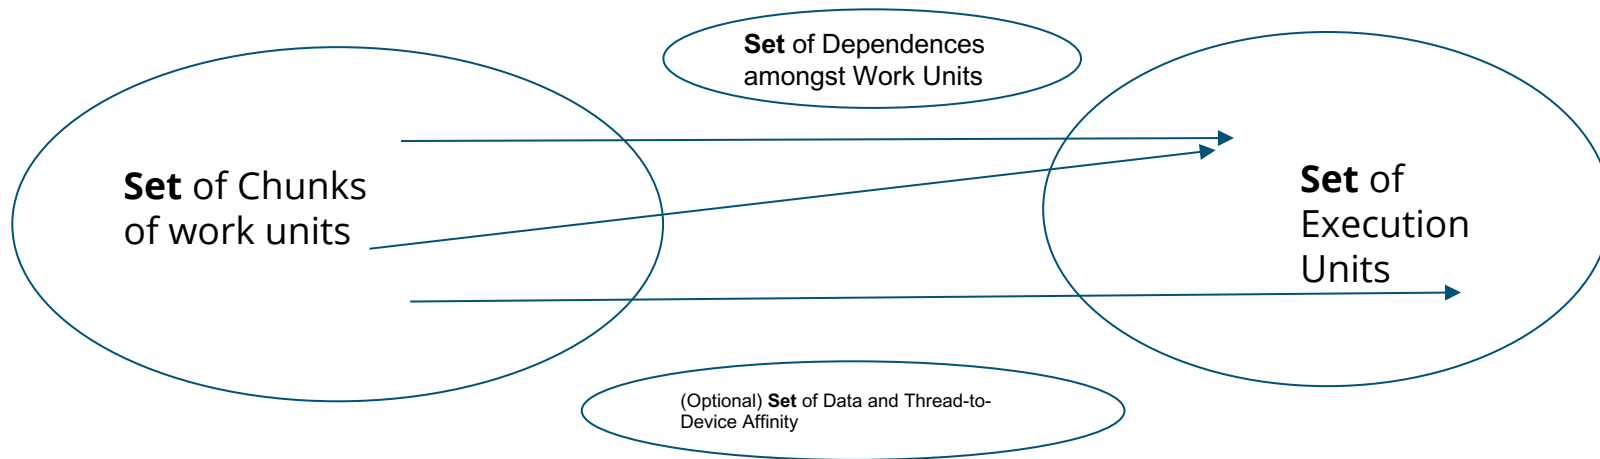 Set of Dependences
amongst Work Units
Set of Chunks
of work units
Set of
Execution
Units
(Optional) Set of Data and Thread-to-
Device Affinity